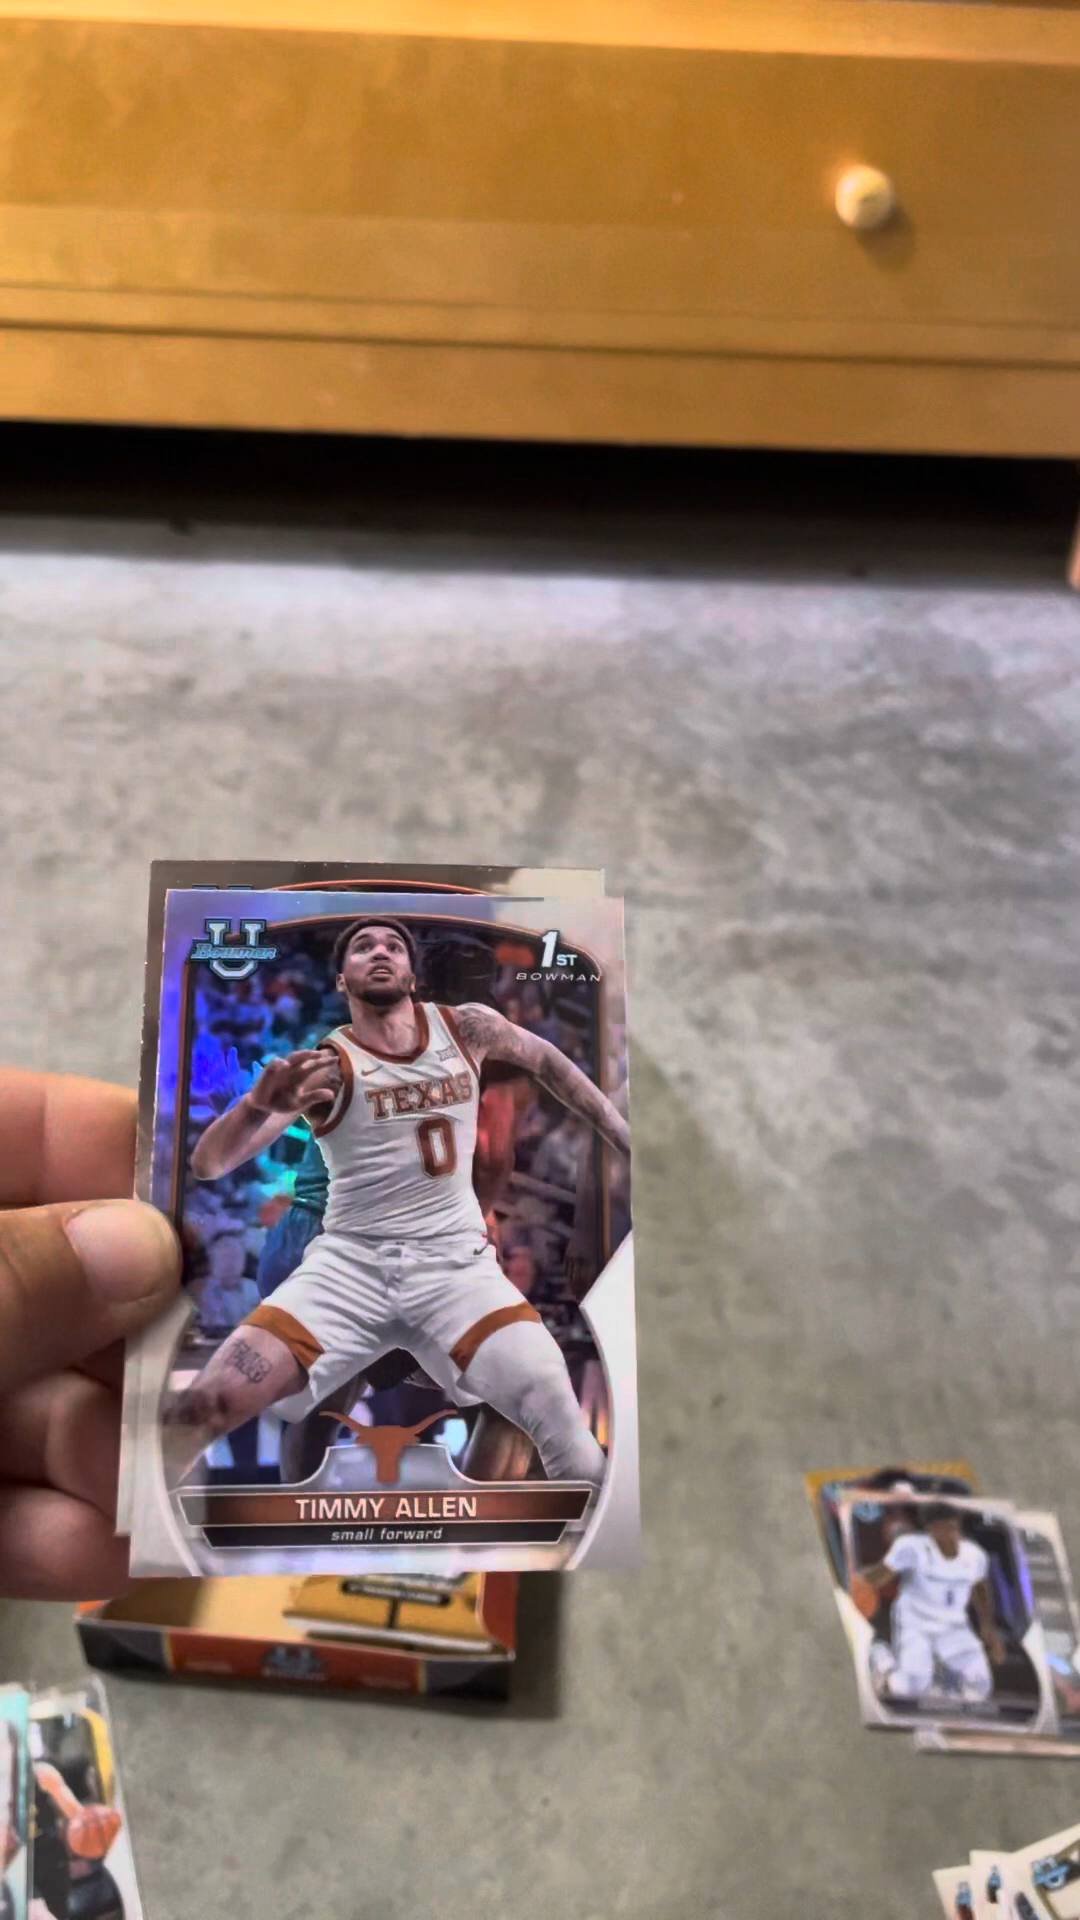 U
Bowman
1ST
BOWMAN
TEXAS
0
TIMMY ALLEN
small forward